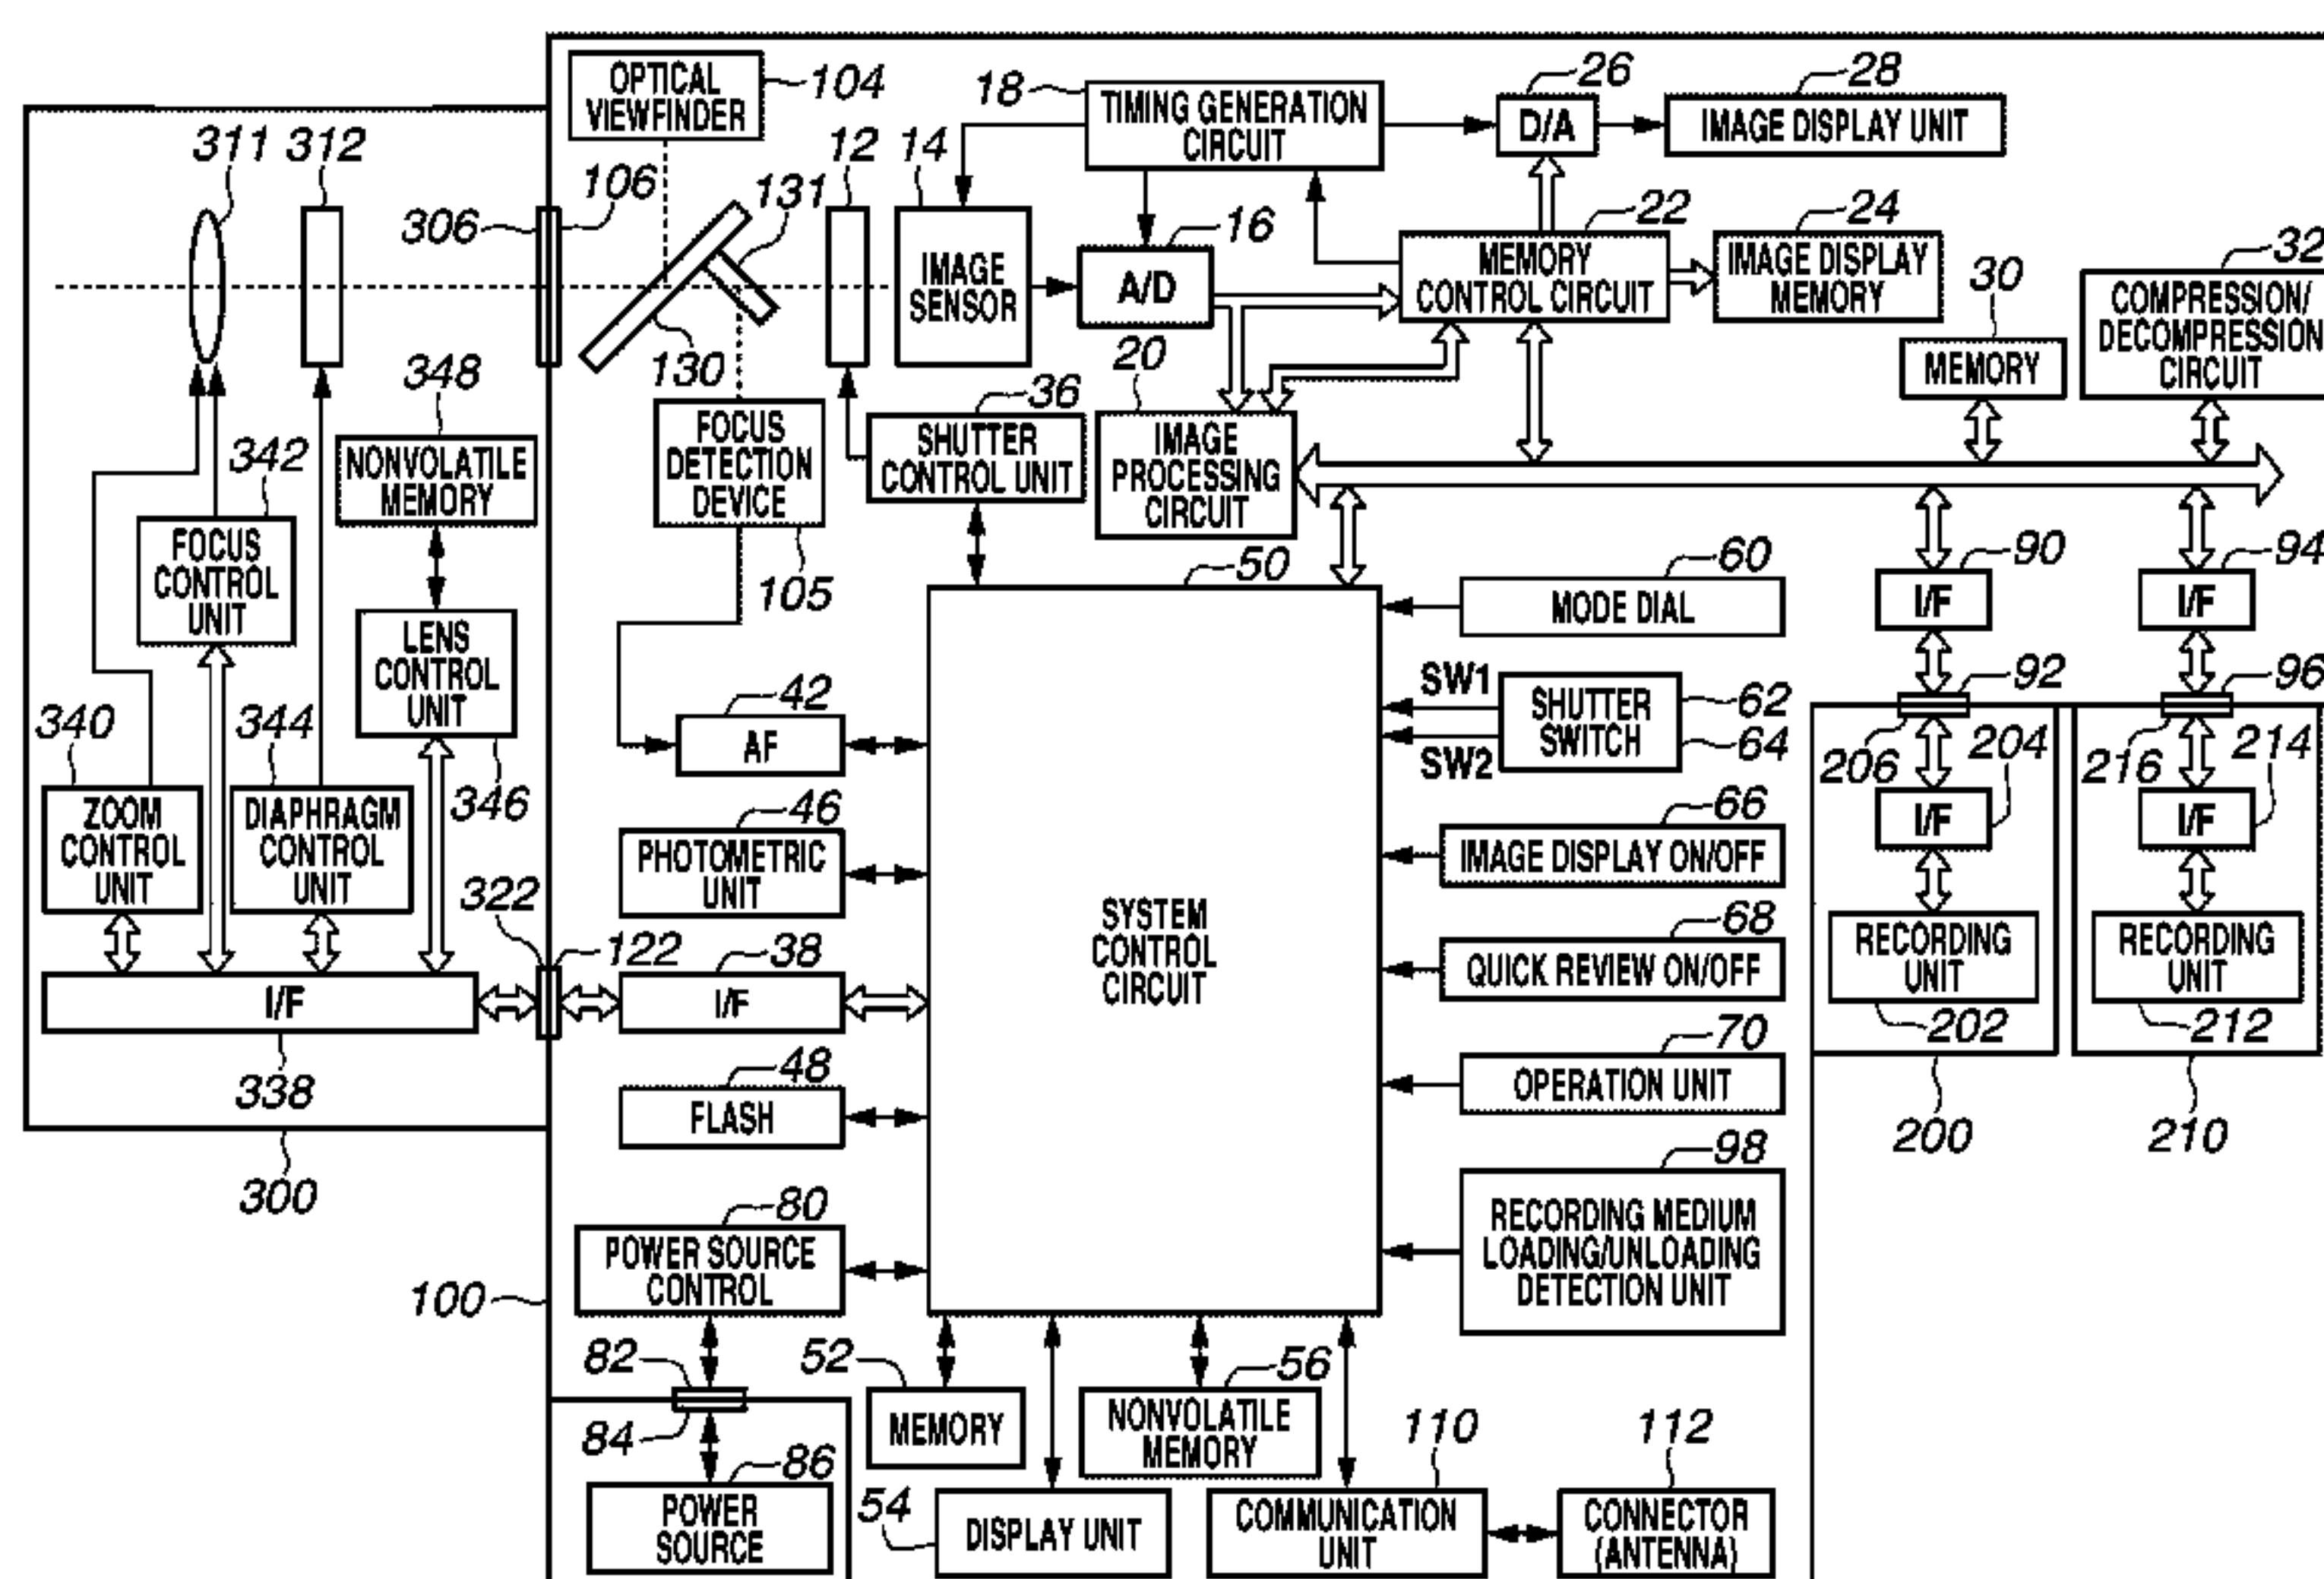 OPTICAL
VIEWFINDER
104
18
TIMING GENERATION
CIRCUIT
26
D/A
28
IMAGE DISPLAY UNIT
311
312
306
106
131
12
14
IMAGE
SENSOR
16
A/D
22
MEMORY
CONTROL CIRCUIT
24
IMAGE DISPLAY
MEMORY
30
MEMORY
32
COMPRESSION/
DECOMPRESSION
CIRCUIT
130
20
IMAGE
PROCESSING
CIRCUIT
36
SHUTTER
CONTROL UNIT
FOCUS
DETECTION
DEVICE
105
348
NONVOLATILE
MEMORY
342
FOCUS
CONTROL
UNIT
LENS
CONTROL
UNIT
346
340
ZOOM
CONTROL
UNIT
344
DIAPHRAGM
CONTROL
UNIT
322
122
I/F
338
300
50
SYSTEM
CONTROL
CIRCUIT
42
AF
46
PHOTOMETRIC
UNIT
38
I/F
48
FLASH
80
POWER SOURCE
CONTROL
100
82
84
86
POWER
SOURCE
60
MODE DIAL
SW1
SW2
SHUTTER
SWITCH
62
64
66
IMAGE DISPLAY ON/OFF
68
QUICK REVIEW ON/OFF
70
OPERATION UNIT
98
RECORDING MEDIUM
LOADING/UNLOADING
DETECTION UNIT
52
MEMORY
54
DISPLAY UNIT
56
NONVOLATILE
MEMORY
110
COMMUNICATION
UNIT
112
CONNECTOR
(ANTENNA)
90
I/F
92
206
204
I/F
RECORDING
UNIT
202
200
94
I/F
96
216
214
I/F
RECORDING
UNIT
212
210